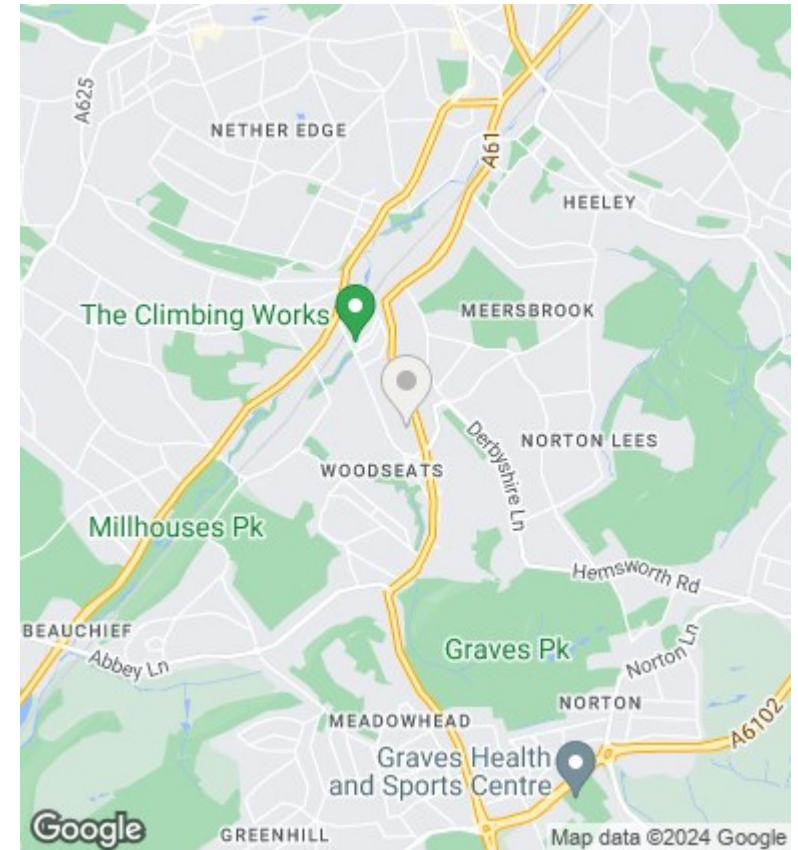 A625
NETHER EDGE
A61
HEELEY
The Climbing Works
MEERSBROOK
Derbyshire Ln
NORTON LEES
WOODSEATS
Millhouses Pk
Hemsworth Rd
BEAUCHIEF
Abbey Ln
Graves Pk
Norton Ln
NORTON
MEADOWHEAD
A6102
Graves Health
and Sports Centre
Google
GREENHILL
Map data ©2024 Google